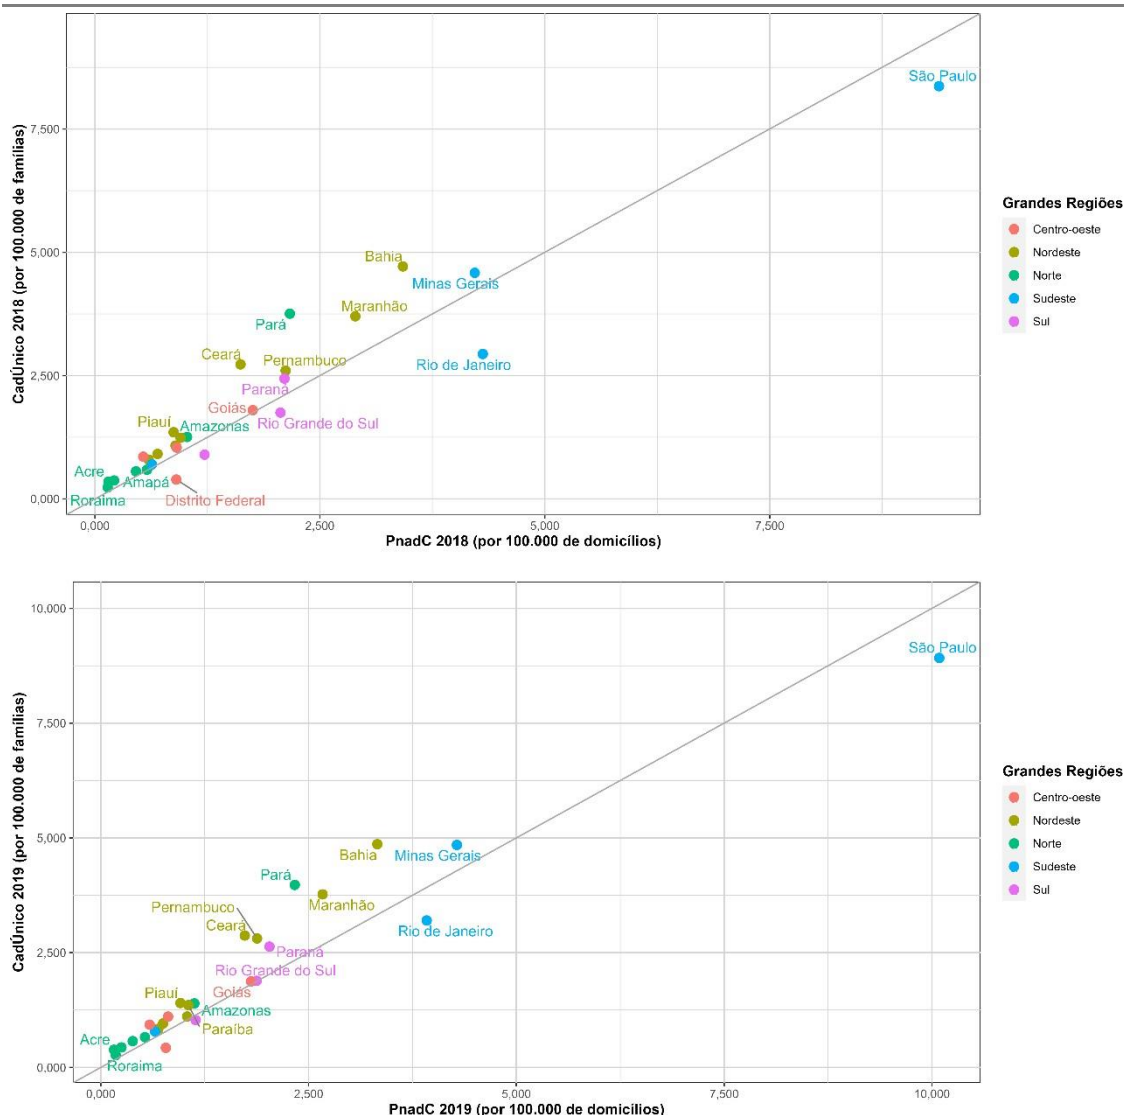 São Paulo
7,500
CadÚnico 2018 (por 100.000 de famílias)
Grandes Regiões
Centro-oeste
Nordeste
Norte
Sudeste
Sul
5,000
Bahia
Minas Gerais
Maranhão
Pará
Ceará
Pernambuco
Rio de Janeiro
2,500
Paraná
Goiás
Piauí
Amazonas
Rio Grande do Sul
Acre
Amapá
0,000
Roraima
Distrito Federal
0,000 2,500 5,000 7,500
PnadC 2018 (por 100.000 de domicílios)
10,000
São Paulo
7,500
CadÚnico 2019 (por 100.000 de famílias)
Grandes Regiões
Centro-oeste
Nordeste
Norte
Sudeste
Sul
5,000
Bahia
Minas Gerais
Pará
Maranhão
Pernambuco
Ceará
Rio de Janeiro
2,500
Paraná
Rio Grande do Sul
Goiás
Piauí
Amazonas
Paraíba
Acre
Roraima
0,000
0,000 2,500 5,000 7,500 10,000
PnadC 2019 (por 100.000 de domicílios)